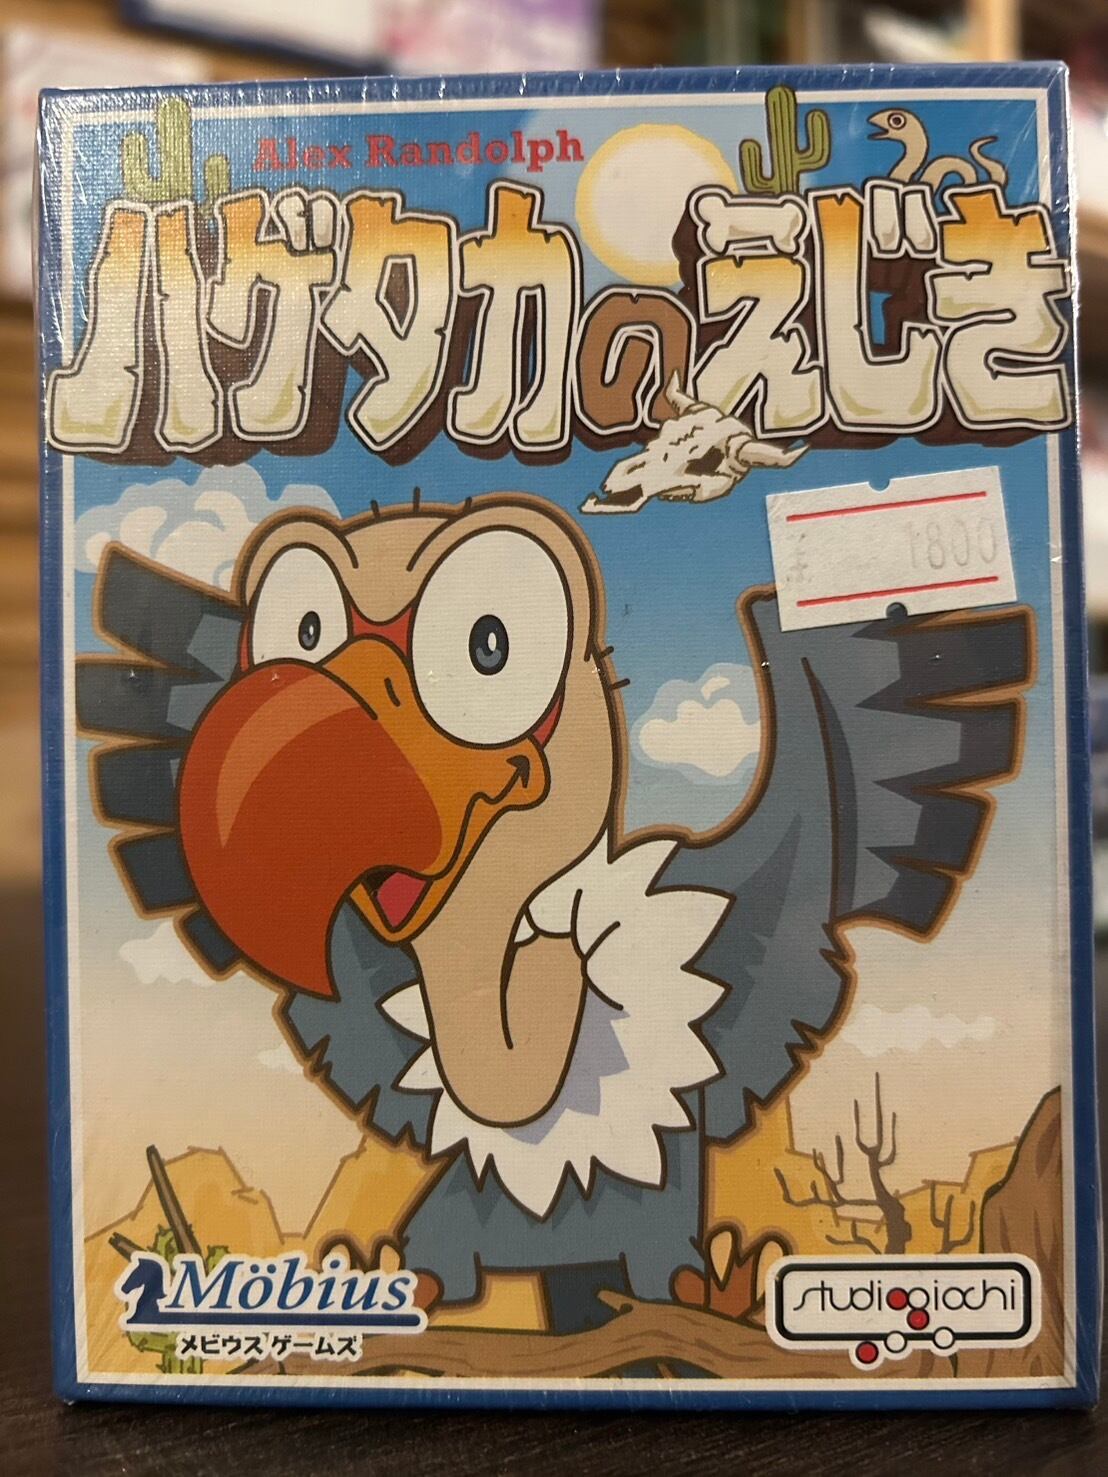 Alex Randolph
ハゲタカのえじき
¥ 1800
Möbius
メビウスゲームズ
studiogiochi